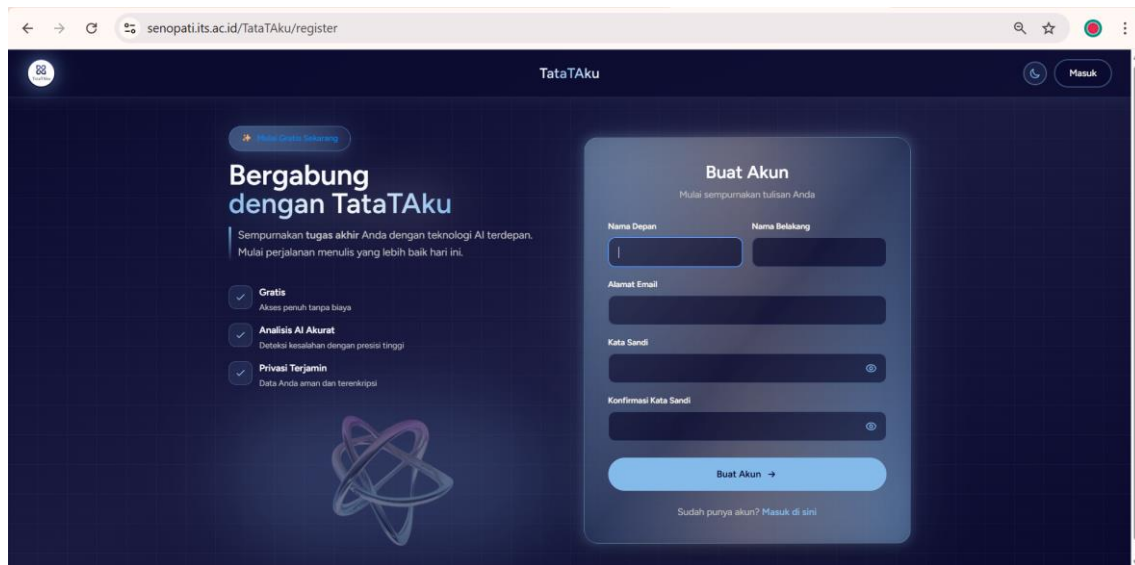 senopati.its.ac.id/TataTAku/register
TataTAku
Masuk
Mulai Gratis Sekarang
Bergabung
dengan TataTAku
Sempurnakan tugas akhir Anda dengan teknologi AI terdepan.
Mulai perjalanan menulis yang lebih baik hari ini.
Gratis
Akses penuh tanpa biaya
Analisis AI Akurat
Deteksi kesalahan dengan presisi tinggi
Privasi Terjamin
Data Anda aman dan terenkripsi
Buat Akun
Mulai sempurnakan tulisan Anda
Nama Depan Nama Belakang
Alamat Email
Kata Sandi
Konfirmasi Kata Sandi
Buat Akun →
Sudah punya akun? Masuk di sini